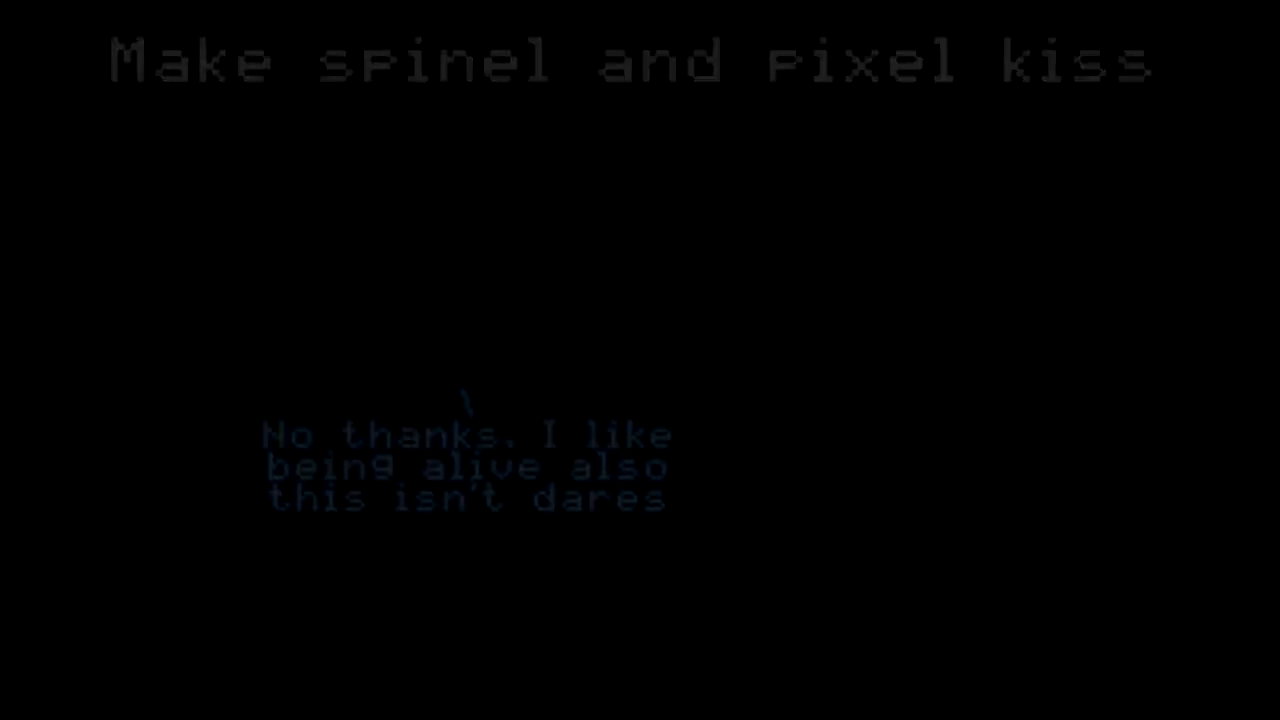 Make spinel and pixel kiss
\
No thanks. I like
being alive also
this isn't dares